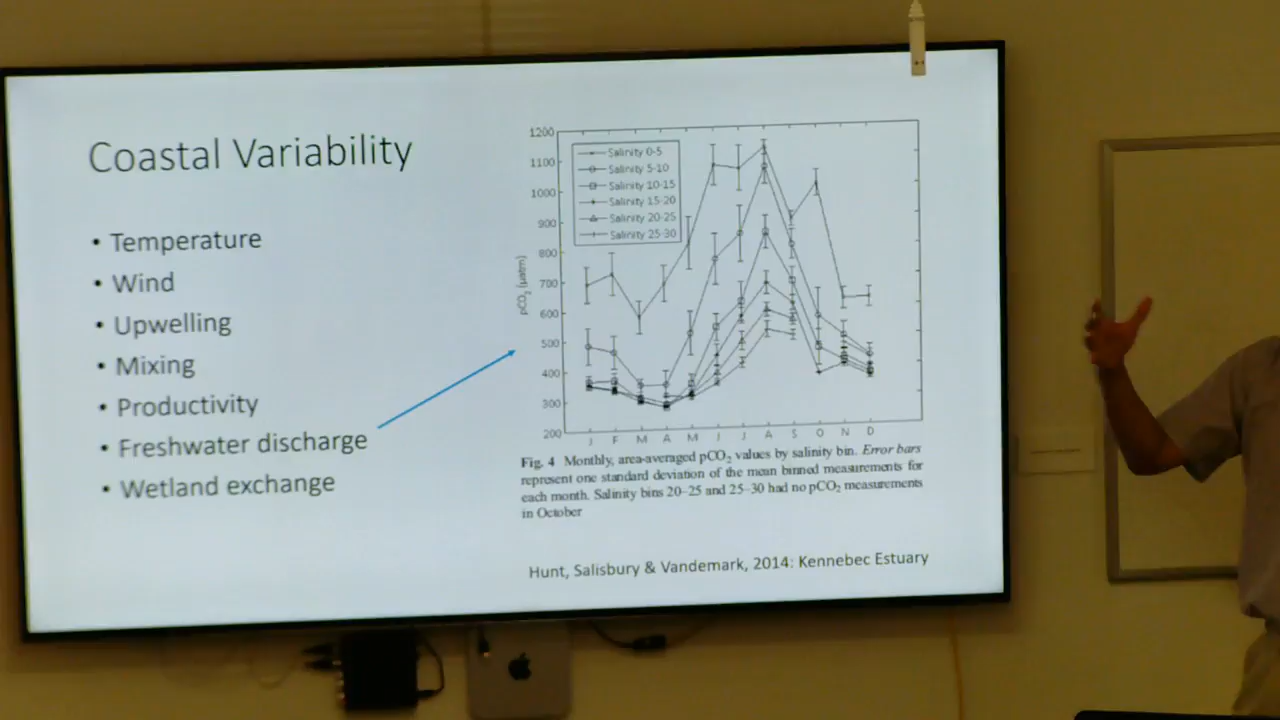 Coastal Variability
• Temperature
• Wind
• Upwelling
• Mixing
• Productivity
• Freshwater discharge
• Wetland exchange
1200
1100
1000
900
800
700
600
500
400
300
200
pCO₂ (µatm)
Salinity 0-5
Salinity 5-10
Salinity 10-15
Salinity 15-20
Salinity 20-25
Salinity 25-30
J F M A M J J A S O N D
Fig. 4 Monthly, area-averaged pCO₂ values by salinity bin. Error bars
represent one standard deviation of the mean binned measurements for
each month. Salinity bins 20–25 and 25–30 had no pCO₂ measurements
in October
Hunt, Salisbury & Vandemark, 2014: Kennebec Estuary